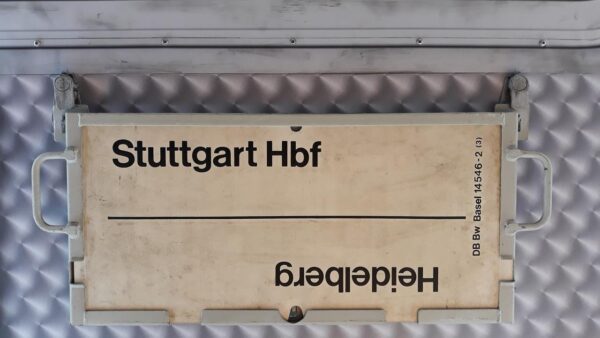 Stuttgart Hbf
Heidelberg
DB Bw Basel 14546-2 (3)